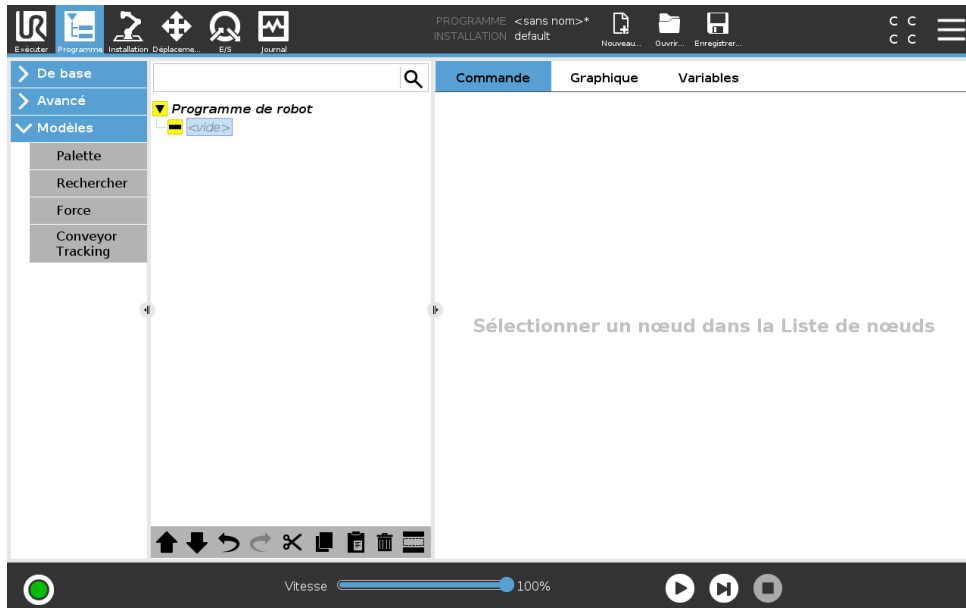 PROGRAMME <sans nom>*
INSTALLATION default
C C
C C
Exécuter Programme Installation Déplaceme... E/S Journal Nouveau... Ouvrir... Enregistrer...
De base
Avancé
Modèles
Palette
Rechercher
Force
Conveyor
Tracking
Programme de robot
<vide>
Commande Graphique Variables
Sélectionner un nœud dans la Liste de nœuds
Vitesse 100%